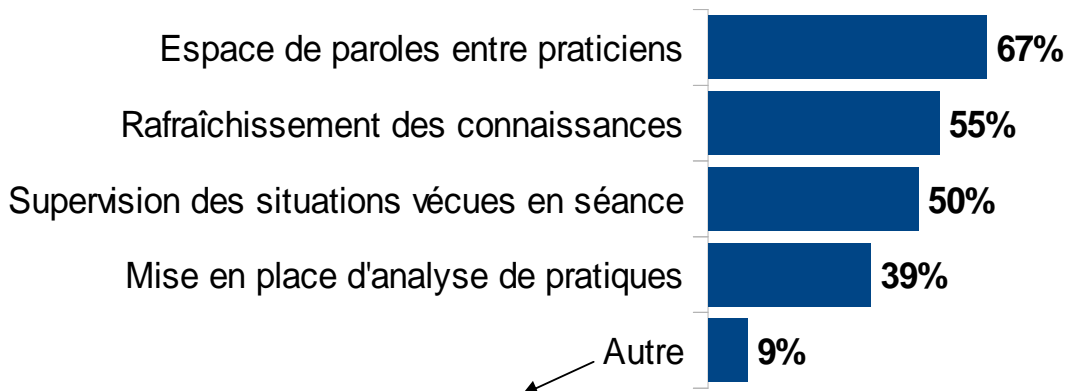 Espace de paroles entre praticiens 67%
Rafraîchissement des connaissances 55%
Supervision des situations vécues en séance 50%
Mise en place d'analyse de pratiques 39%
Autre 9%